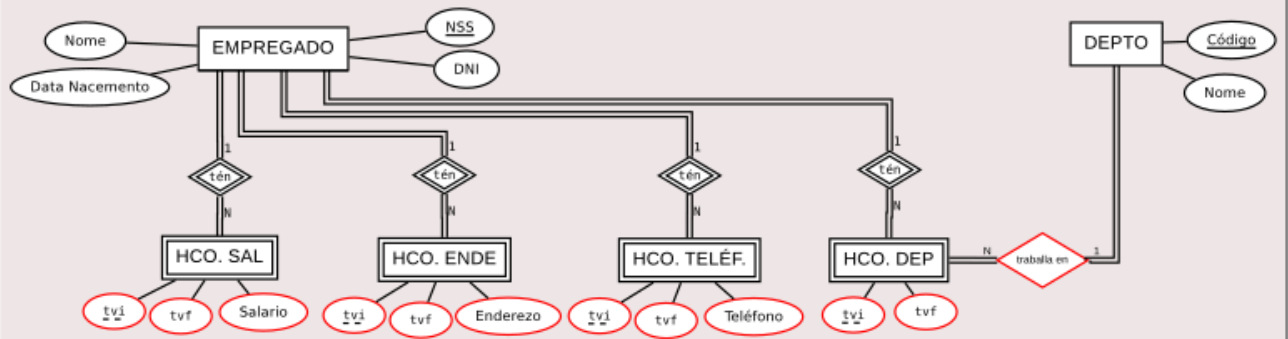 NSS
Código
Nome
EMPREGADO
DEPTO
DNI
Data Nacemento
Nome
1
1
1
1
tén
tén
tén
tén
N
N
N
N
HCO. SAL
HCO. ENDE
HCO. TELÉF.
HCO. DEP
N
traballa en
1
tvi
tvf
Salario
tvi
tvf
Enderezo
tvi
tvf
Teléfono
tvi
tvf